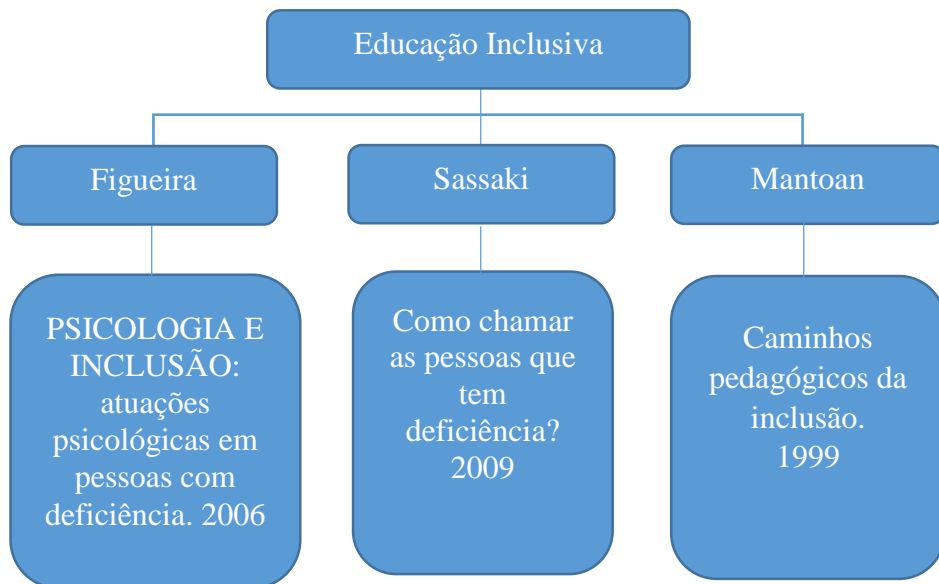 Educação Inclusiva
Figueira
Sassaki
Mantoan
PSICOLOGIA E
INCLUSÃO:
atuações
psicológicas em
pessoas com
deficiência. 2006
Como chamar
as pessoas que
tem
deficiência?
2009
Caminhos
pedagógicos da
inclusão.
1999